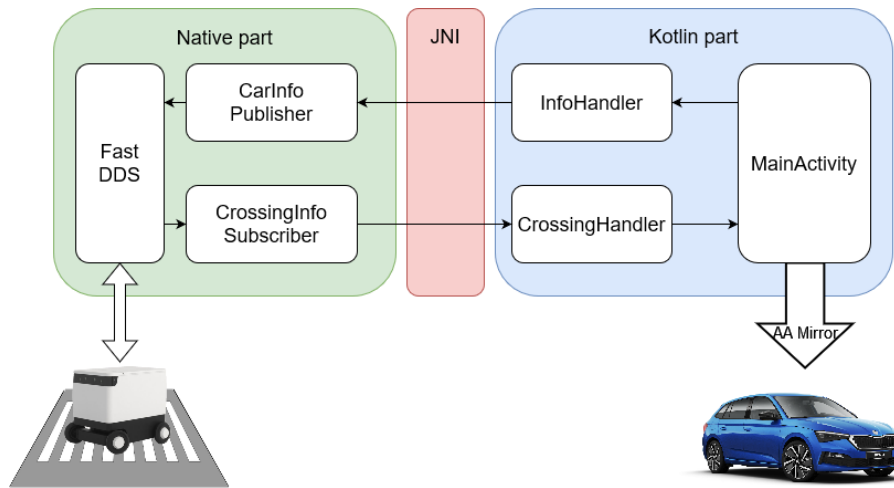 Native part
JNI
Kotlin part
CarInfo
Publisher
InfoHandler
Fast
DDS
MainActivity
CrossingInfo
Subscriber
CrossingHandler
AA Mirror